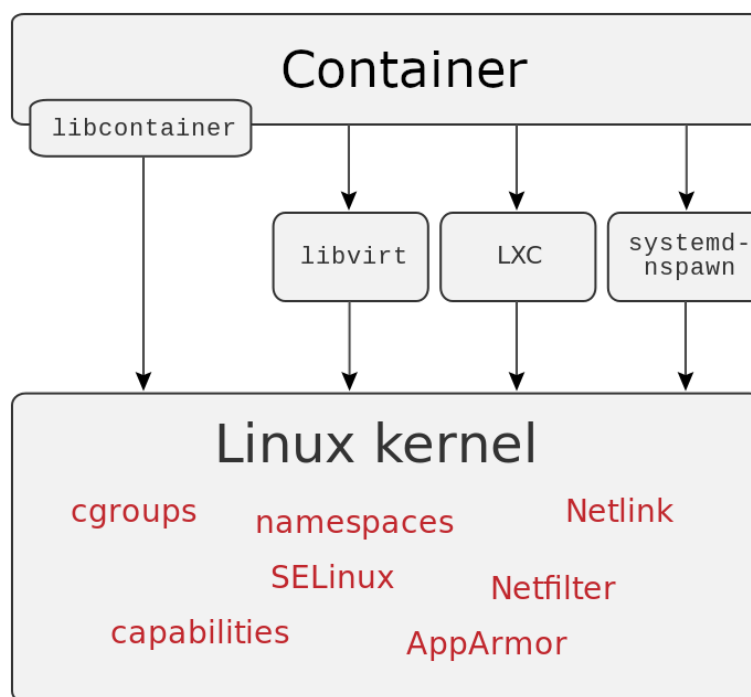 Container
libcontainer
libvirt
LXC
systemd-
nspawn
Linux kernel
cgroups
namespaces
Netlink
SELinux
Netfilter
capabilities
AppArmor